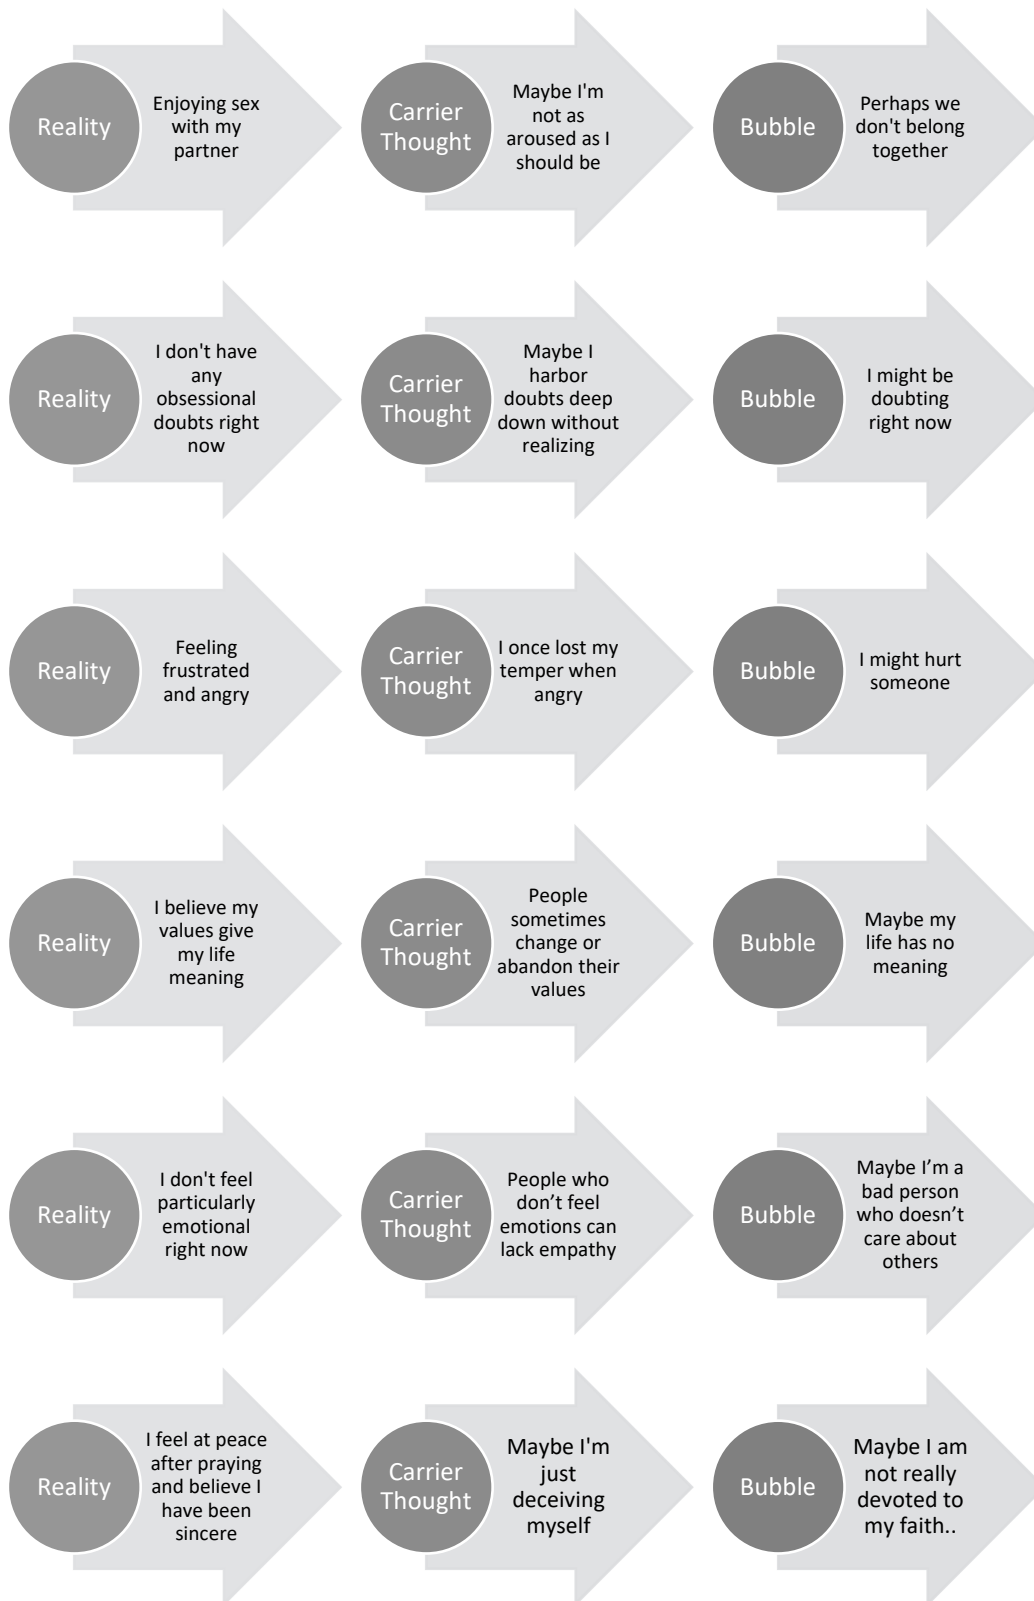 Reality
Enjoying sex
with my
partner
Carrier
Thought
Maybe I'm
not as
aroused as I
should be
Bubble
Perhaps we
don't belong
together
Reality
I don't have
any
obsessional
doubts right
now
Carrier
Thought
Maybe I
harbor
doubts deep
down without
realizing
Bubble
I might be
doubting
right now
Reality
Feeling
frustrated
and angry
Carrier
Thought
I once lost my
temper when
angry
Bubble
I might hurt
someone
Reality
I believe my
values give
my life
meaning
Carrier
Thought
People
sometimes
change or
abandon their
values
Bubble
Maybe my
life has no
meaning
Reality
I don't feel
particularly
emotional
right now
Carrier
Thought
People who
don’t feel
emotions can
lack empathy
Bubble
Maybe I’m a
bad person
who doesn’t
care about
others
Reality
I feel at peace
after praying
and believe I
have been
sincere
Carrier
Thought
Maybe I'm
just
deceiving
myself
Bubble
Maybe I am
not really
devoted to
my faith..